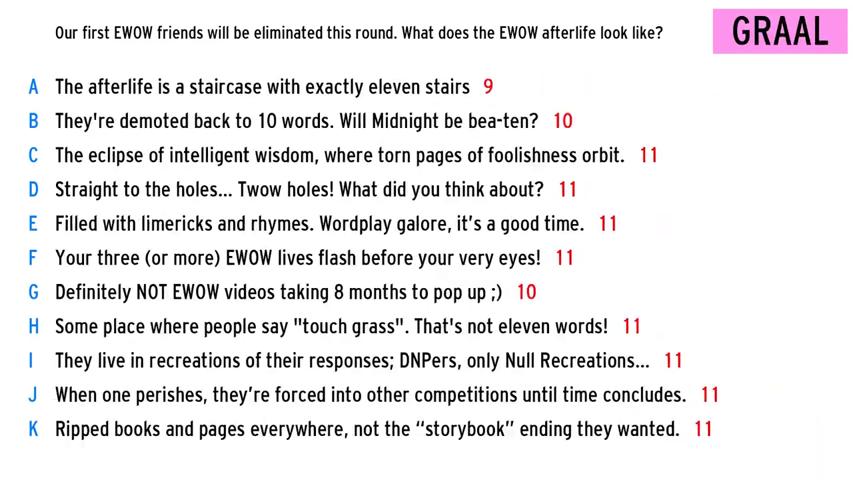 Our first EWOW friends will be eliminated this round. What does the EWOW afterlife look like?
GRAAL
A The afterlife is a staircase with exactly eleven stairs 9
B They're demoted back to 10 words. Will Midnight be bea-ten? 10
C The eclipse of intelligent wisdom, where torn pages of foolishness orbit. 11
D Straight to the holes... Twow holes! What did you think about? 11
E Filled with limericks and rhymes. Wordplay galore, it’s a good time. 11
F Your three (or more) EWOW lives flash before your very eyes! 11
G Definitely NOT EWOW videos taking 8 months to pop up ;) 10
H Some place where people say "touch grass". That's not eleven words! 11
I They live in recreations of their responses; DNPers, only Null Recreations... 11
J When one perishes, they’re forced into other competitions until time concludes. 11
K Ripped books and pages everywhere, not the “storybook” ending they wanted. 11